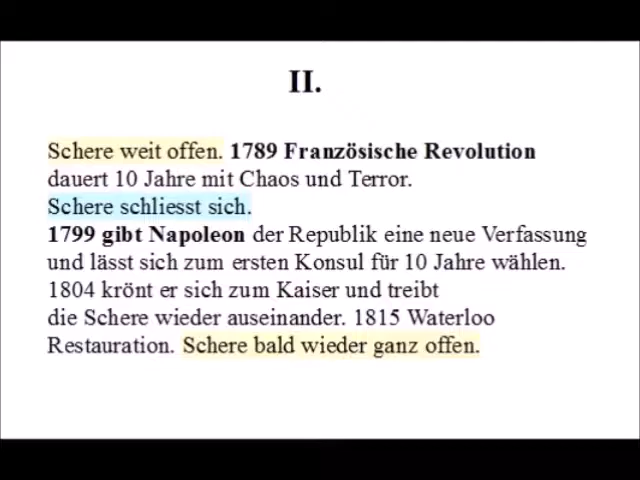 II.
Schere weit offen. 1789 Französische Revolution
dauert 10 Jahre mit Chaos und Terror.
Schere schliesst sich.
1799 gibt Napoleon der Republik eine neue Verfassung
und lässt sich zum ersten Konsul für 10 Jahre wählen.
1804 krönt er sich zum Kaiser und treibt
die Schere wieder auseinander. 1815 Waterloo
Restauration. Schere bald wieder ganz offen.